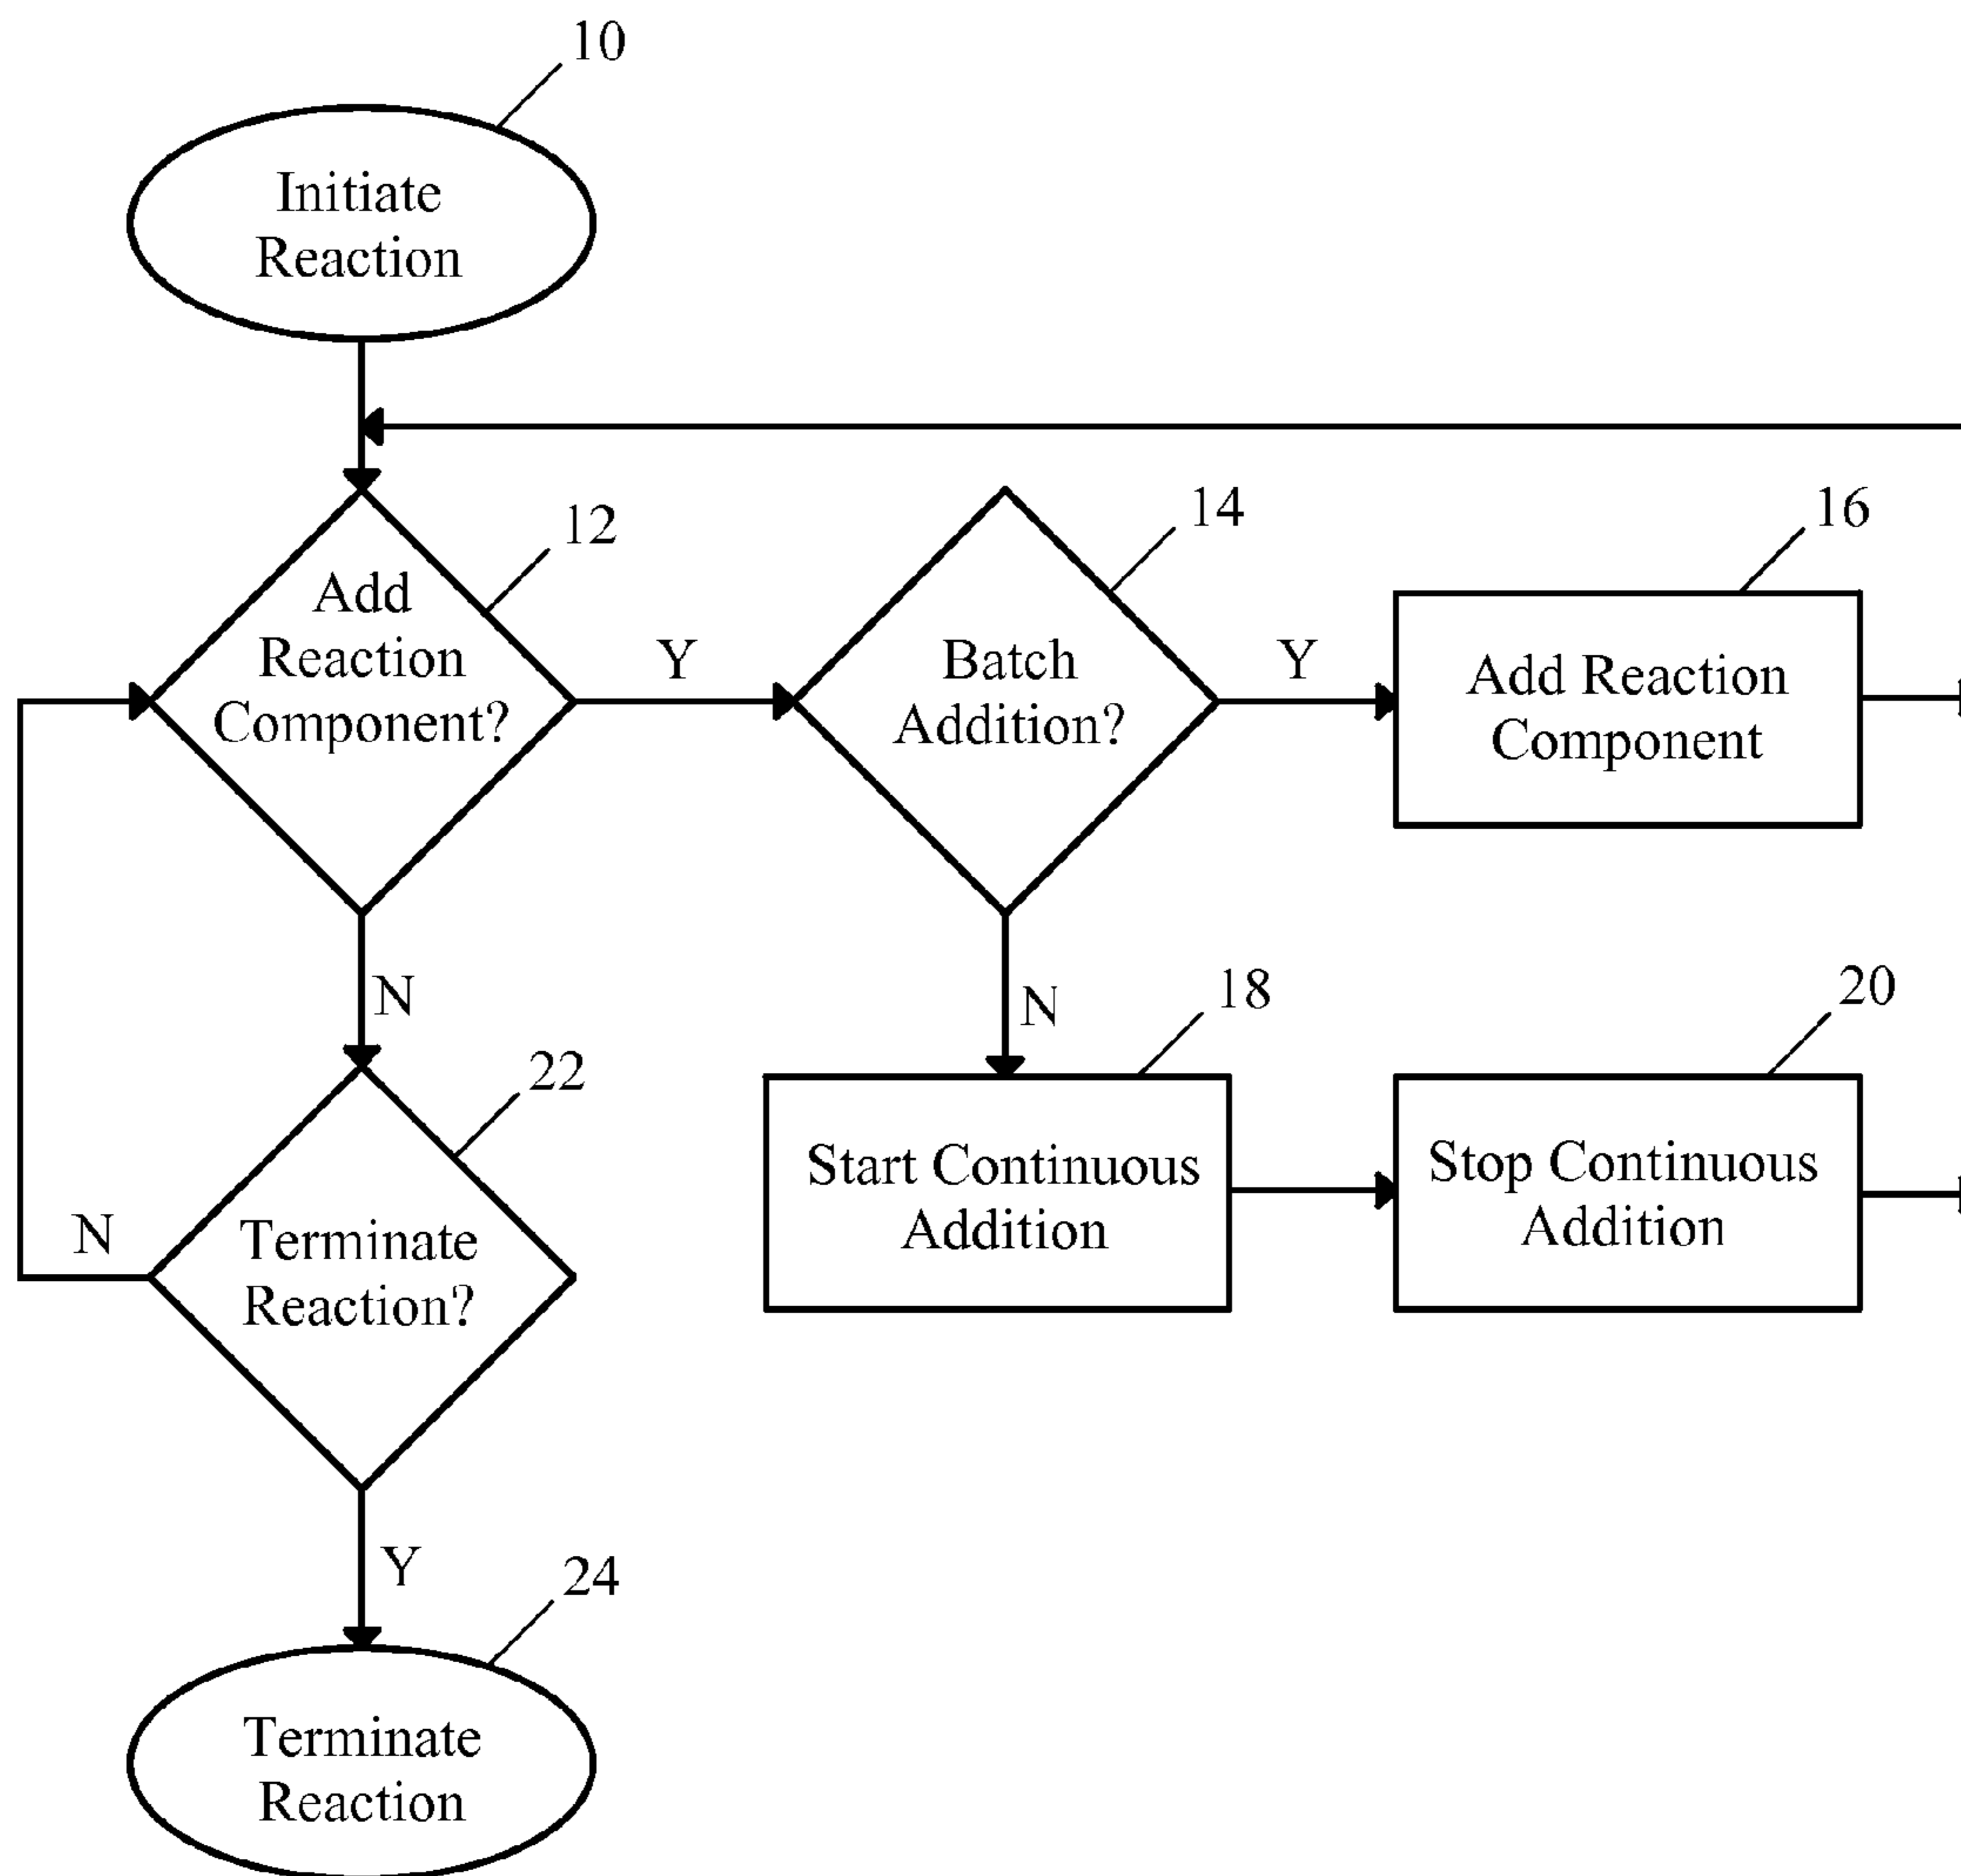 10
Initiate
Reaction
12
Add
Reaction
Component?
Y
14
Batch
Addition?
Y
16
Add Reaction
Component
N
N
18
Start Continuous
Addition
20
Stop Continuous
Addition
22
Terminate
Reaction?
N
Y
24
Terminate
Reaction